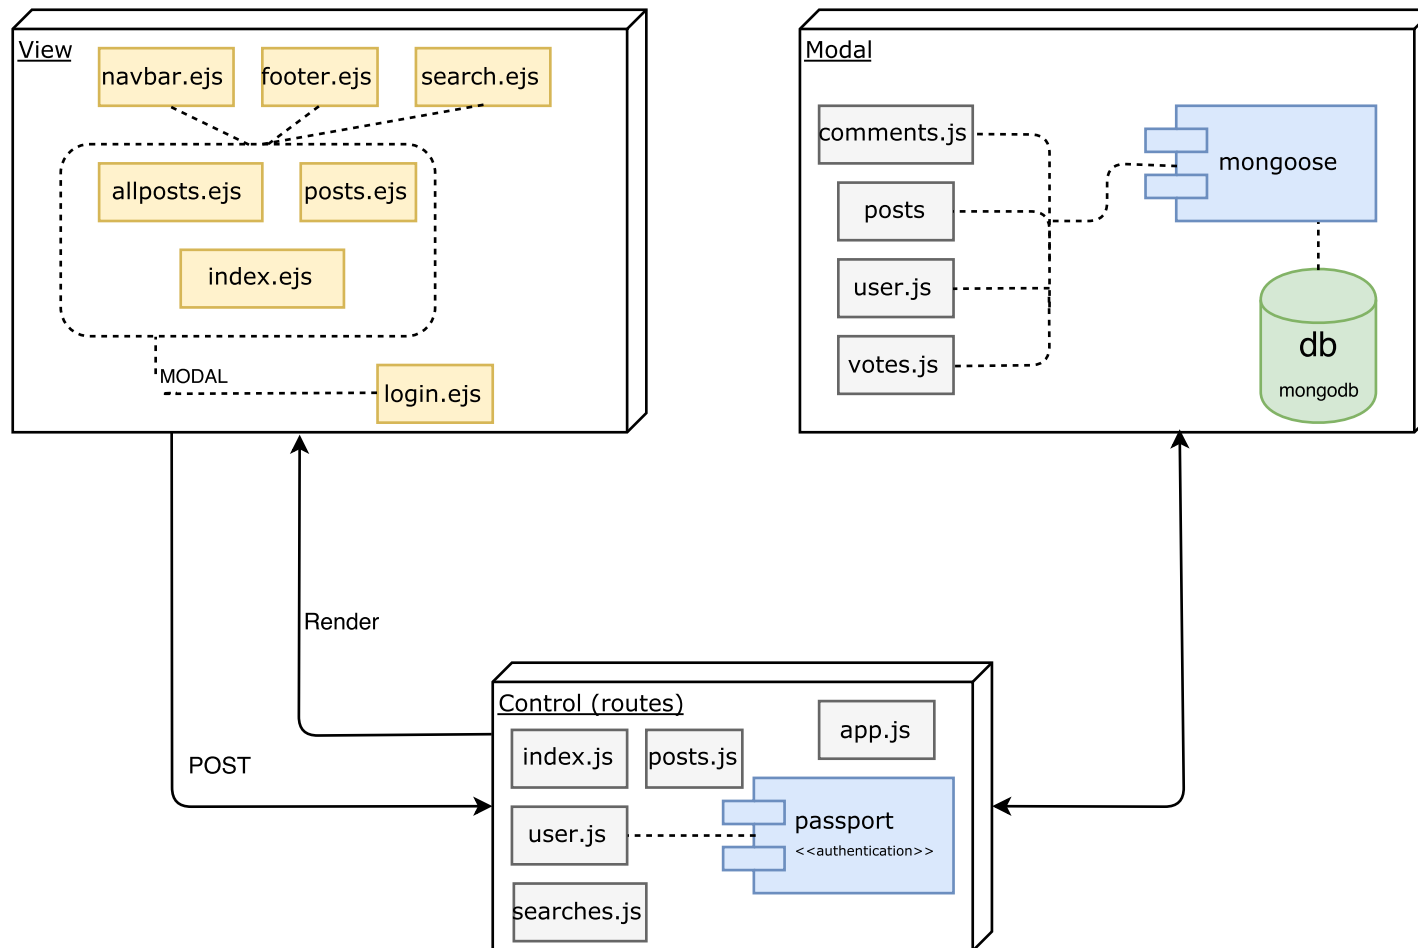 View
navbar.ejs
footer.ejs
search.ejs
allposts.ejs
posts.ejs
index.ejs
MODAL
login.ejs
Modal
comments.js
posts
user.js
votes.js
mongoose
db
mongodb
Render
POST
Control (routes)
index.js
posts.js
app.js
user.js
passport
<<authentication>>
searches.js